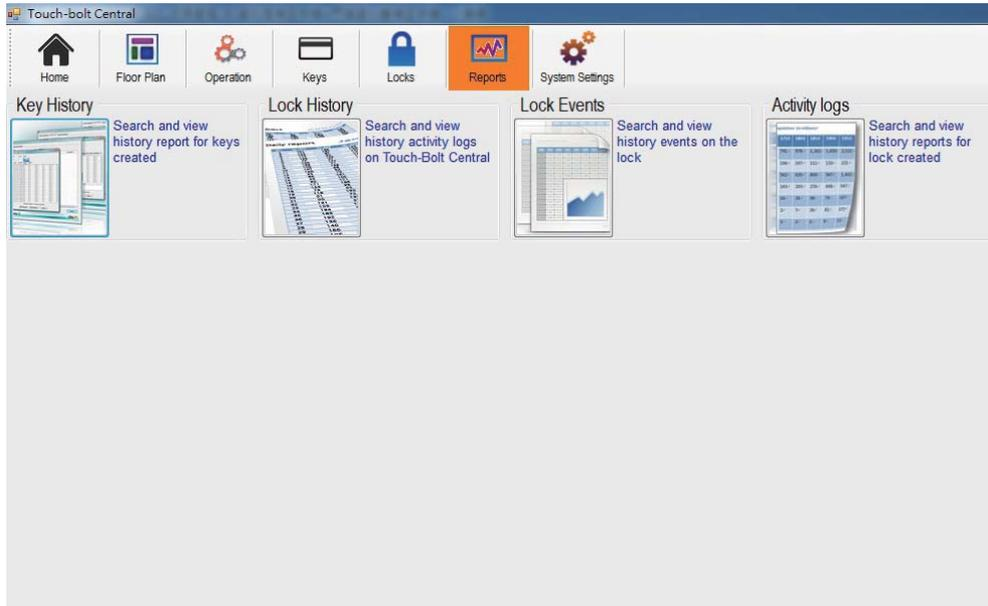 Touch-bolt Central
Home Floor Plan Operation Keys Locks Reports System Settings
Key History
Search and view
history report for keys
created
Lock History
Search and view
history activity logs
on Touch-Bolt Central
Lock Events
Search and view
history events on the
lock
Activity logs
Search and view
history reports for
lock created